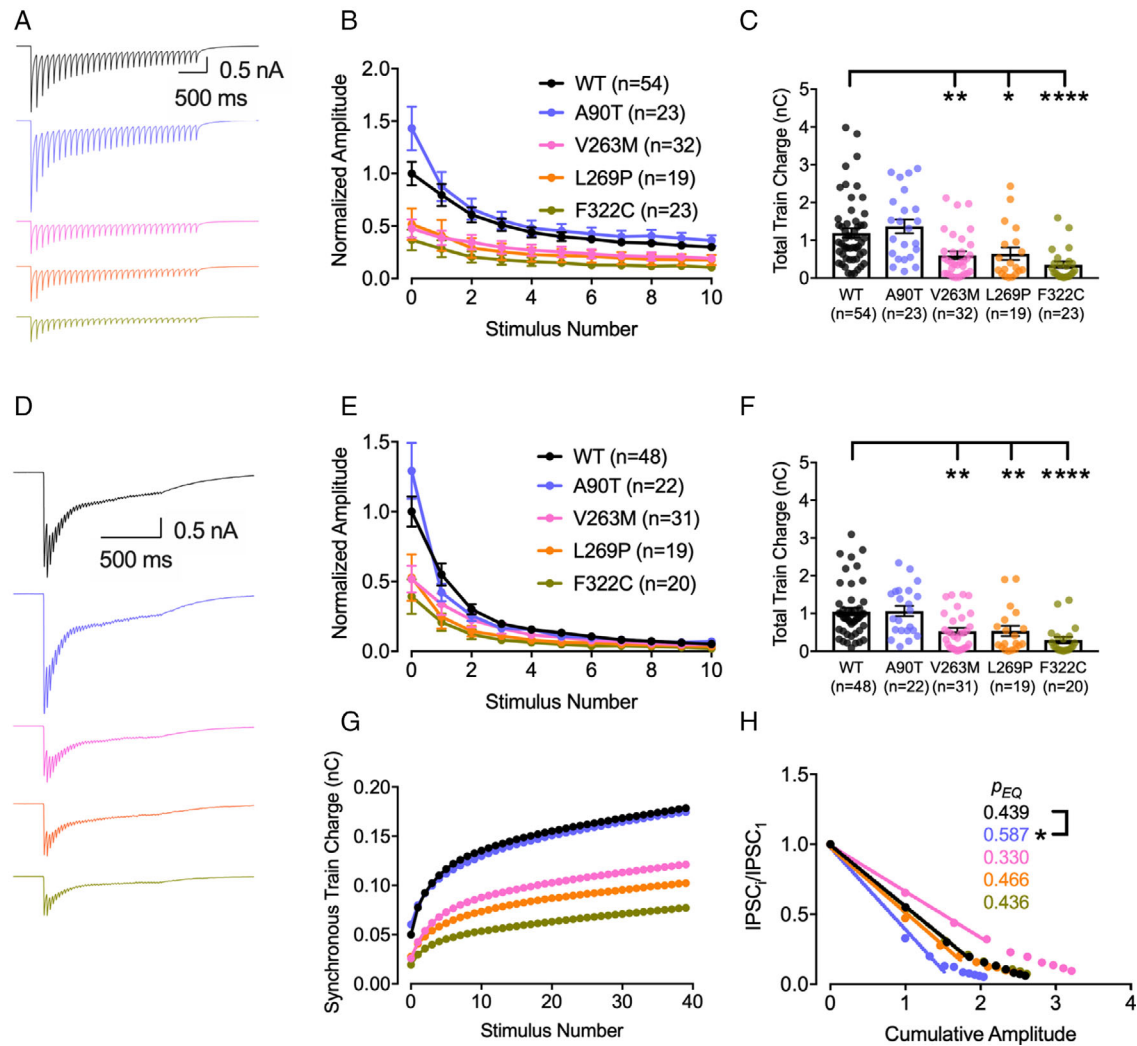 A
0.5 nA
500 ms
B
Normalized Amplitude
2.0
1.5
1.0
0.5
0.0
0 2 4 6 8 10
Stimulus Number
WT (n=54)
A90T (n=23)
V263M (n=32)
L269P (n=19)
F322C (n=23)
C
Total Train Charge (nC)
5
4
3
2
1
0
** * ****
WT A90T V263M L269P F322C
(n=54) (n=23) (n=32) (n=19) (n=23)
D
0.5 nA
500 ms
E
Normalized Amplitude
1.5
1.0
0.5
0.0
0 2 4 6 8 10
Stimulus Number
WT (n=48)
A90T (n=22)
V263M (n=31)
L269P (n=19)
F322C (n=20)
F
Total Train Charge (nC)
5
4
3
2
1
0
** ** ****
WT A90T V263M L269P F322C
(n=48) (n=22) (n=31) (n=19) (n=20)
G
Synchronous Train Charge (nC)
0.20
0.15
0.10
0.05
0.00
0 10 20 30 40
Stimulus Number
H
IPSCi/IPSC1
1.5
1.0
0.5
0.0
0 1 2 3 4
Cumulative Amplitude
pEQ
0.439
0.587 *
0.330
0.466
0.436